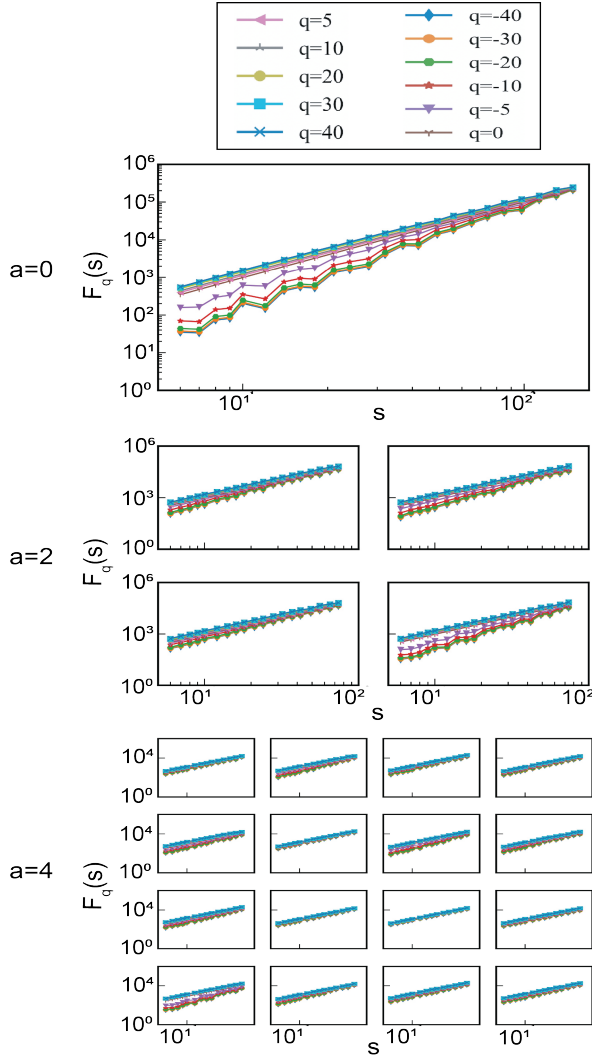 q=5 q=-40
q=10 q=-30
q=20 q=-20
q=30 q=-10
q=40 q=-5
q=0
10⁶
10⁵
10⁴
10³
10²
10¹
10⁰
a=0
F_q(s)
10¹ 10²
s
10⁶ 
10³
10⁰
a=2
F_q(s)
10⁶
10³
10⁰
10¹ 10² 10¹ 10²
s
10⁴
10⁰
10⁴
10⁰
a=4
F_q(s)
10⁴
10⁰
10⁴
10⁰
10¹ 10¹ 10¹ 10¹
s